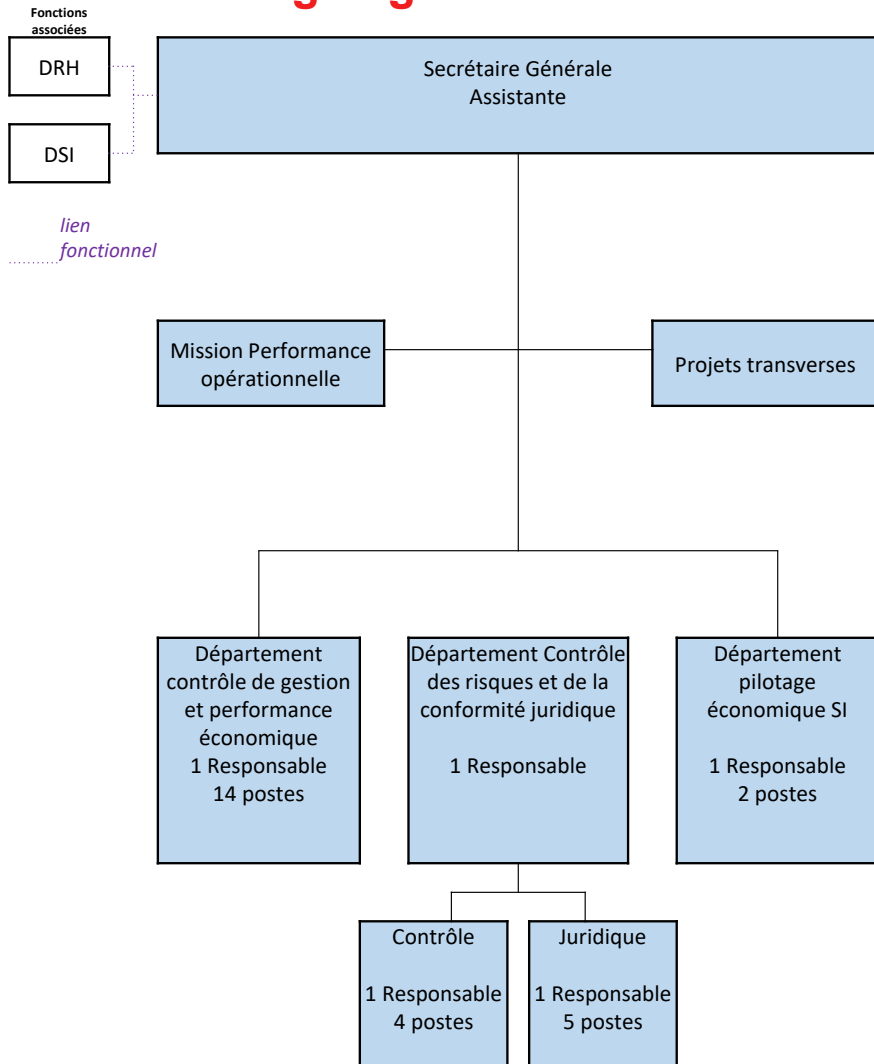 Fonctions
associées
DRH
Secrétaire Générale
Assistante
DSI
lien
fonctionnel
Mission Performance
opérationnelle
Projets transverses
Département
contrôle de gestion
et performance
économique
1 Responsable
14 postes
Département Contrôle
des risques et de la
conformité juridique
1 Responsable
Département
pilotage
économique SI
1 Responsable
2 postes
Contrôle
1 Responsable
4 postes
Juridique
1 Responsable
5 postes